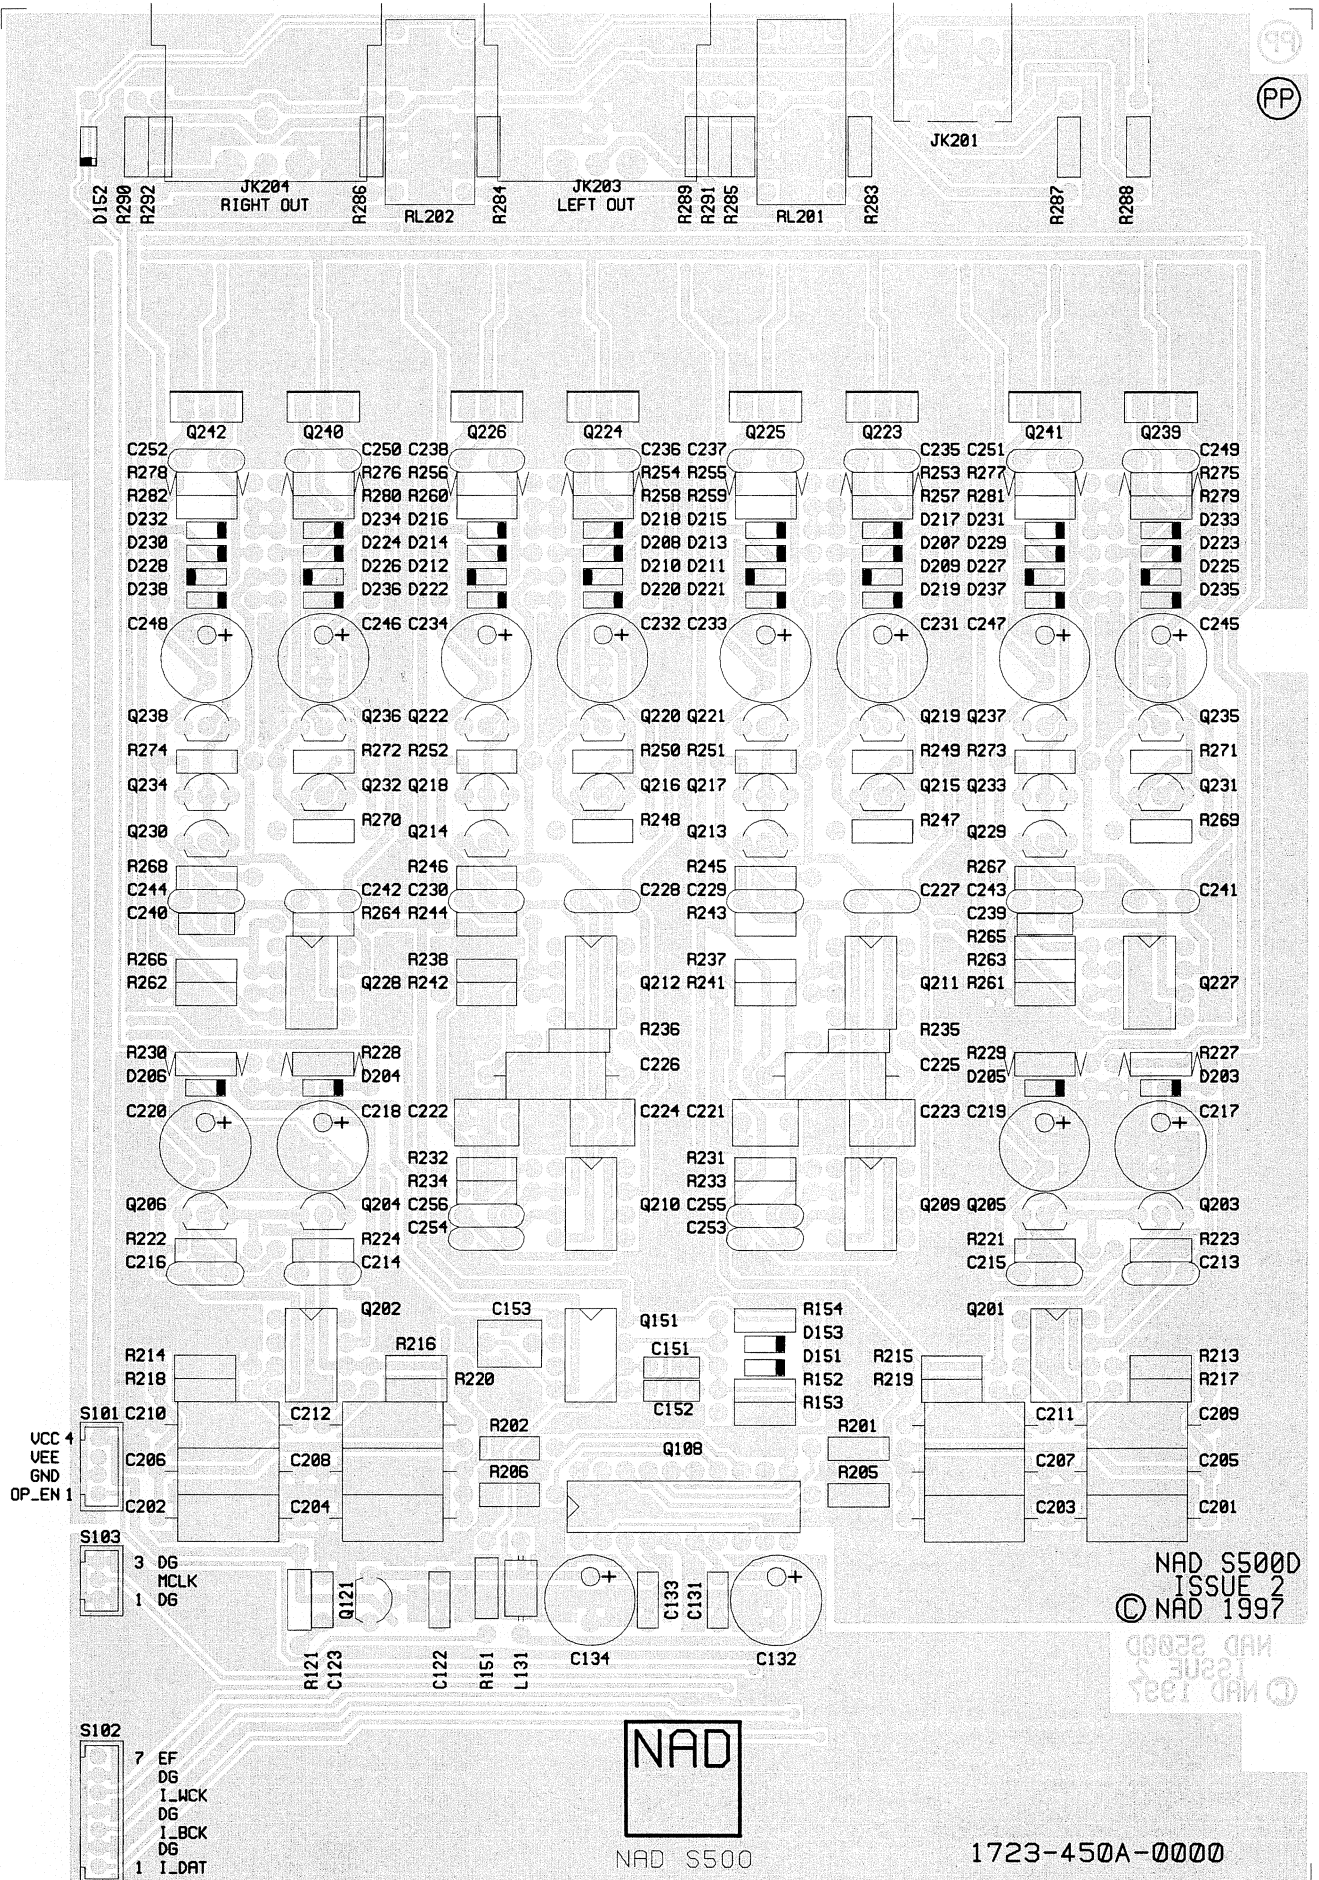 PP
PP
JK201
D152
R290
R292
JK204
RIGHT OUT
R286
RL202
R284
JK203
LEFT OUT
R289
R291
R285
RL201
R283
R287
R288
Q242 Q240 Q226 Q224 Q225 Q223 Q241 Q239
C252 C250 C238 C236 C237 C235 C251 C249
R278 R276 R256 R254 R255 R253 R277 R275
R282 R280 R260 R258 R259 R257 R281 R279
D232 D234 D216 D218 D215 D217 D231 D233
D230 D224 D214 D208 D213 D207 D229 D223
D228 D226 D212 D210 D211 D209 D227 D225
D238 D236 D222 D220 D221 D219 D237 D235
C248 C246 C234 C232 C233 C231 C247 C245
Q238 Q236 Q222 Q220 Q221 Q219 Q237 Q235
R274 R272 R252 R250 R251 R249 R273 R271
Q234 Q232 Q218 Q216 Q217 Q215 Q233 Q231
R270 R248 R247 R269
Q230 Q214 Q213 Q229
R268 R246 R245 R267
C244 C242 C230 C228 C229 C227 C243 C241
C240 R264 R244 R243 C239
R265
R266 R238 R237 R263
R262 Q228 R242 Q212 R241 Q211 R261 Q227
R236 R235
R230 R228 C226 C225 R229 R227
D206 D204 D205 D203
C220 C218 C222 C224 C221 C223 C219 C217
R232 R231
R234 R233
Q206 Q204 C256 Q210 C255 Q209 Q205 Q203
C254 C253
R222 R224 R221 R223
C216 C214 C215 C213
Q202 C153 Q151 R154 Q201
D153
R216 C151
R214 D151 R215 R213
R218 R220 R152 R219 R217
C152 R153
S101 C210 C212 C211 C209
R202 R201
VCC 4
Q108
VEE C206 C208 C207 C205
GND R206 R205
OP_EN 1
C202 C204 C203 C201
S103
3 DG
MCLK
1 DG
Q121
C133
C131
NAD S500D
ISSUE 2
© NAD 1997
R121
C123
C122
R151
L131
C134
C132
NAD S500D
ISSUE 2
© NAD 1997
S102
7 EF
DG
I_WCK
DG
I_BCK
DG
1 I_DAT
NAD
NAD S500
1723-450A-0000